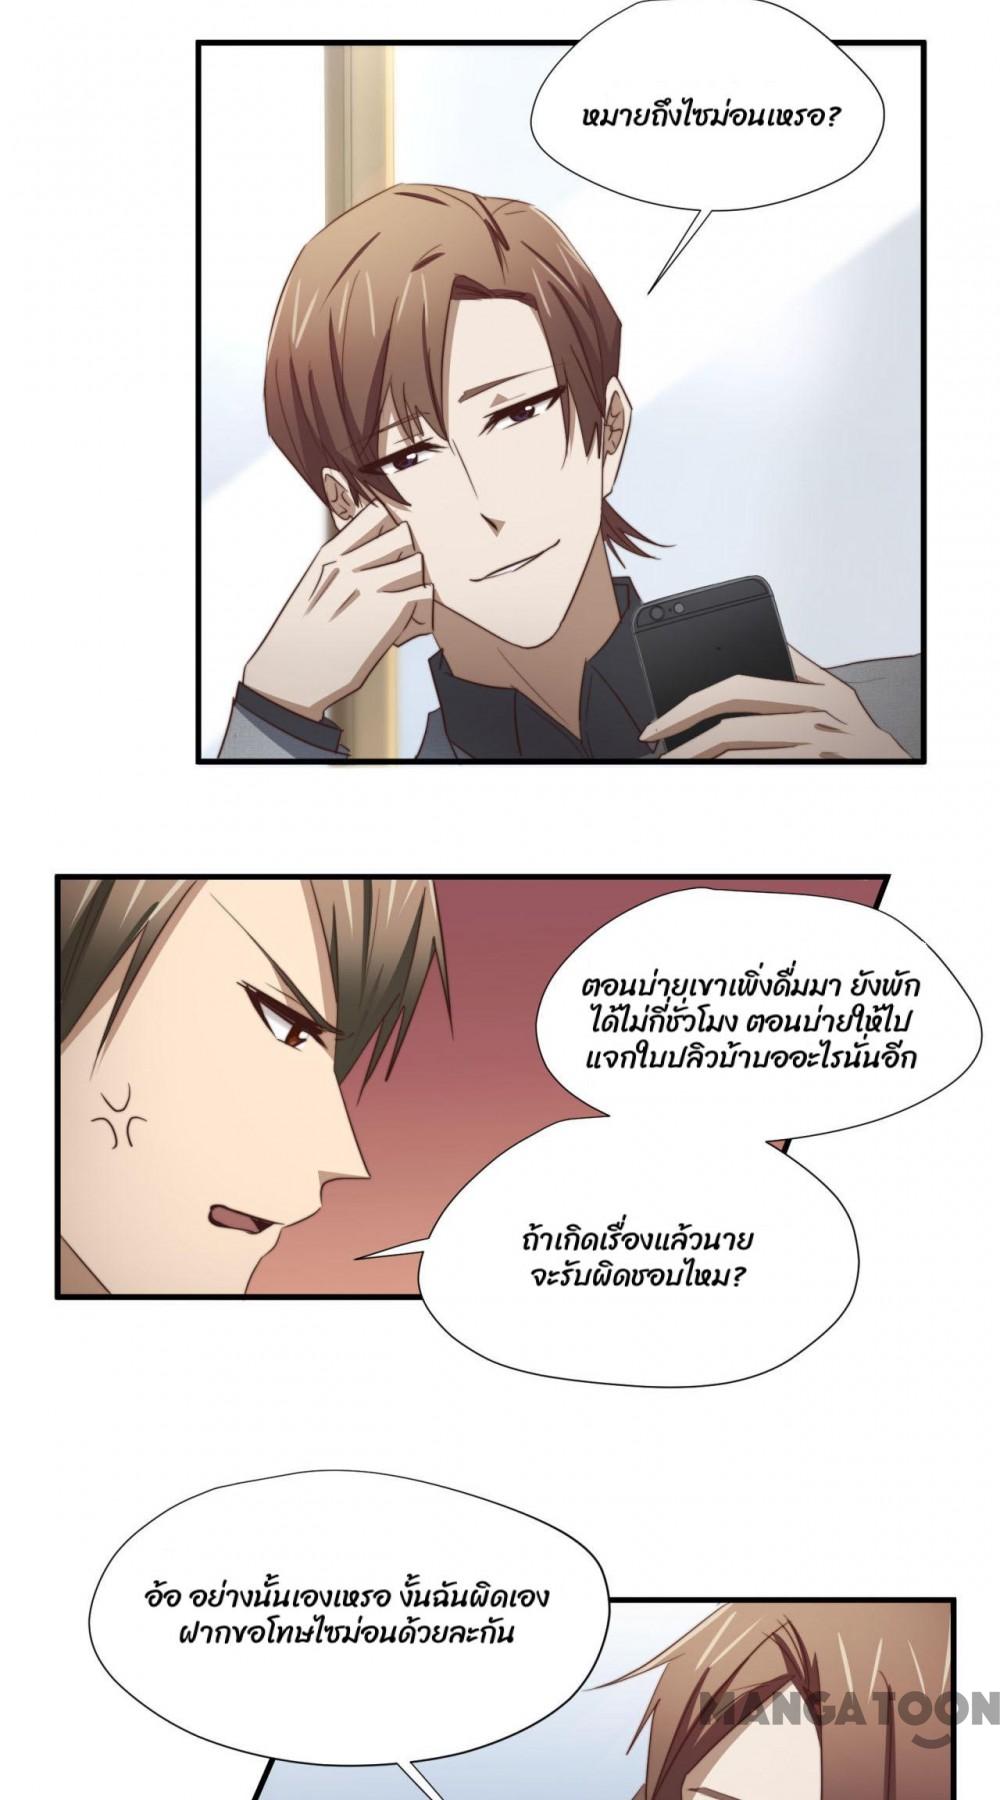 หมายถึงไซม่อนเหรอ?
ตอนบ่ายเขาเพิ่งดื่มมา ยังพัก
ได้ไม่กี่ชั่วโมง ตอนบ่ายให้ไป
แจกใบปลิวบ้าบออะไรนั่นอีก
ถ้าเกิดเรื่องแล้วนาย
จะรับผิดชอบไหม?
อ้อ อย่างนั้นเองเหรอ งั้นฉันผิดเอง
ฝากขอโทษไซม่อนด้วยละกัน
MANGATOON